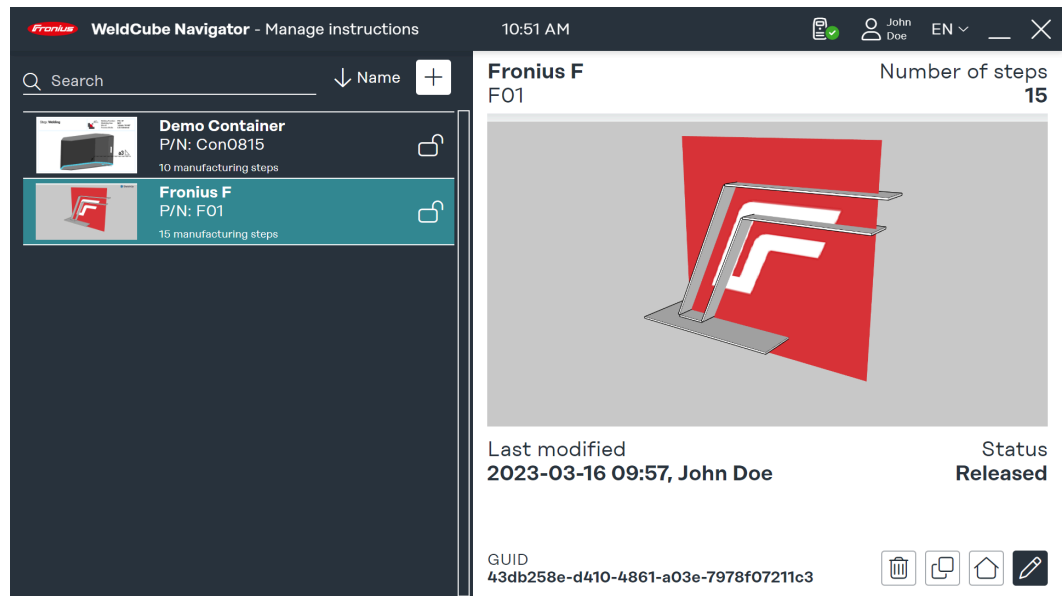 Fronius WeldCube Navigator - Manage instructions 10:51 AM John Doe EN
Search Name +
Demo Container
P/N: Con0815
10 manufacturing steps
Fronius F
P/N: F01
15 manufacturing steps
Fronius F Number of steps
F01 15
Last modified Status
2023-03-16 09:57, John Doe Released
GUID
43db258e-d410-4861-a03e-7978f07211c3